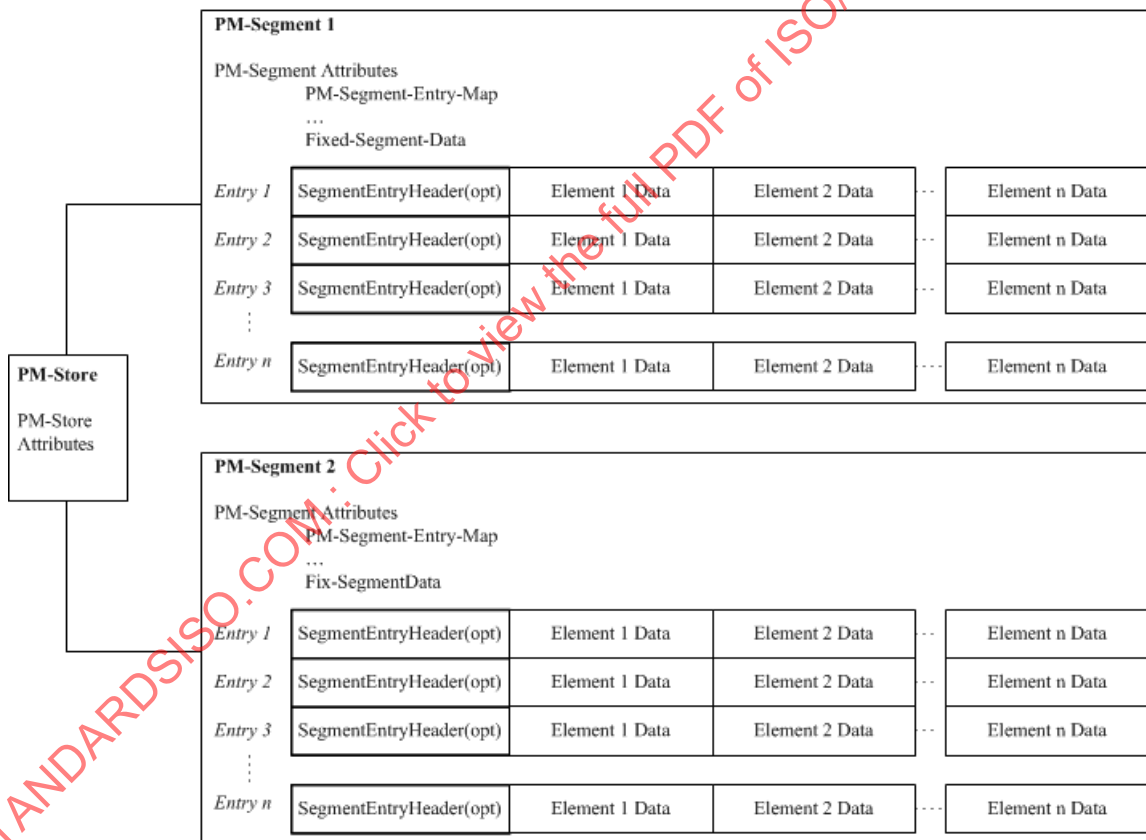 PM-Segment 1
PM-Segment Attributes
PM-Segment-Entry-Map
...
Fixed-Segment-Data
Entry 1 SegmentEntryHeader(opt) Element 1 Data Element 2 Data ... Element n Data
Entry 2 SegmentEntryHeader(opt) Element 1 Data Element 2 Data ... Element n Data
Entry 3 SegmentEntryHeader(opt) Element 1 Data Element 2 Data ... Element n Data
Entry n SegmentEntryHeader(opt) Element 1 Data Element 2 Data ... Element n Data
PM-Store
PM-Store
Attributes
PM-Segment 2
PM-Segment Attributes
PM-Segment-Entry-Map
...
Fix-SegmentData
Entry 1 SegmentEntryHeader(opt) Element 1 Data Element 2 Data ... Element n Data
Entry 2 SegmentEntryHeader(opt) Element 1 Data Element 2 Data ... Element n Data
Entry 3 SegmentEntryHeader(opt) Element 1 Data Element 2 Data ... Element n Data
Entry n SegmentEntryHeader(opt) Element 1 Data Element 2 Data ... Element n Data
TANDARDSISO.COM : Click to view the full PDF of ISO/